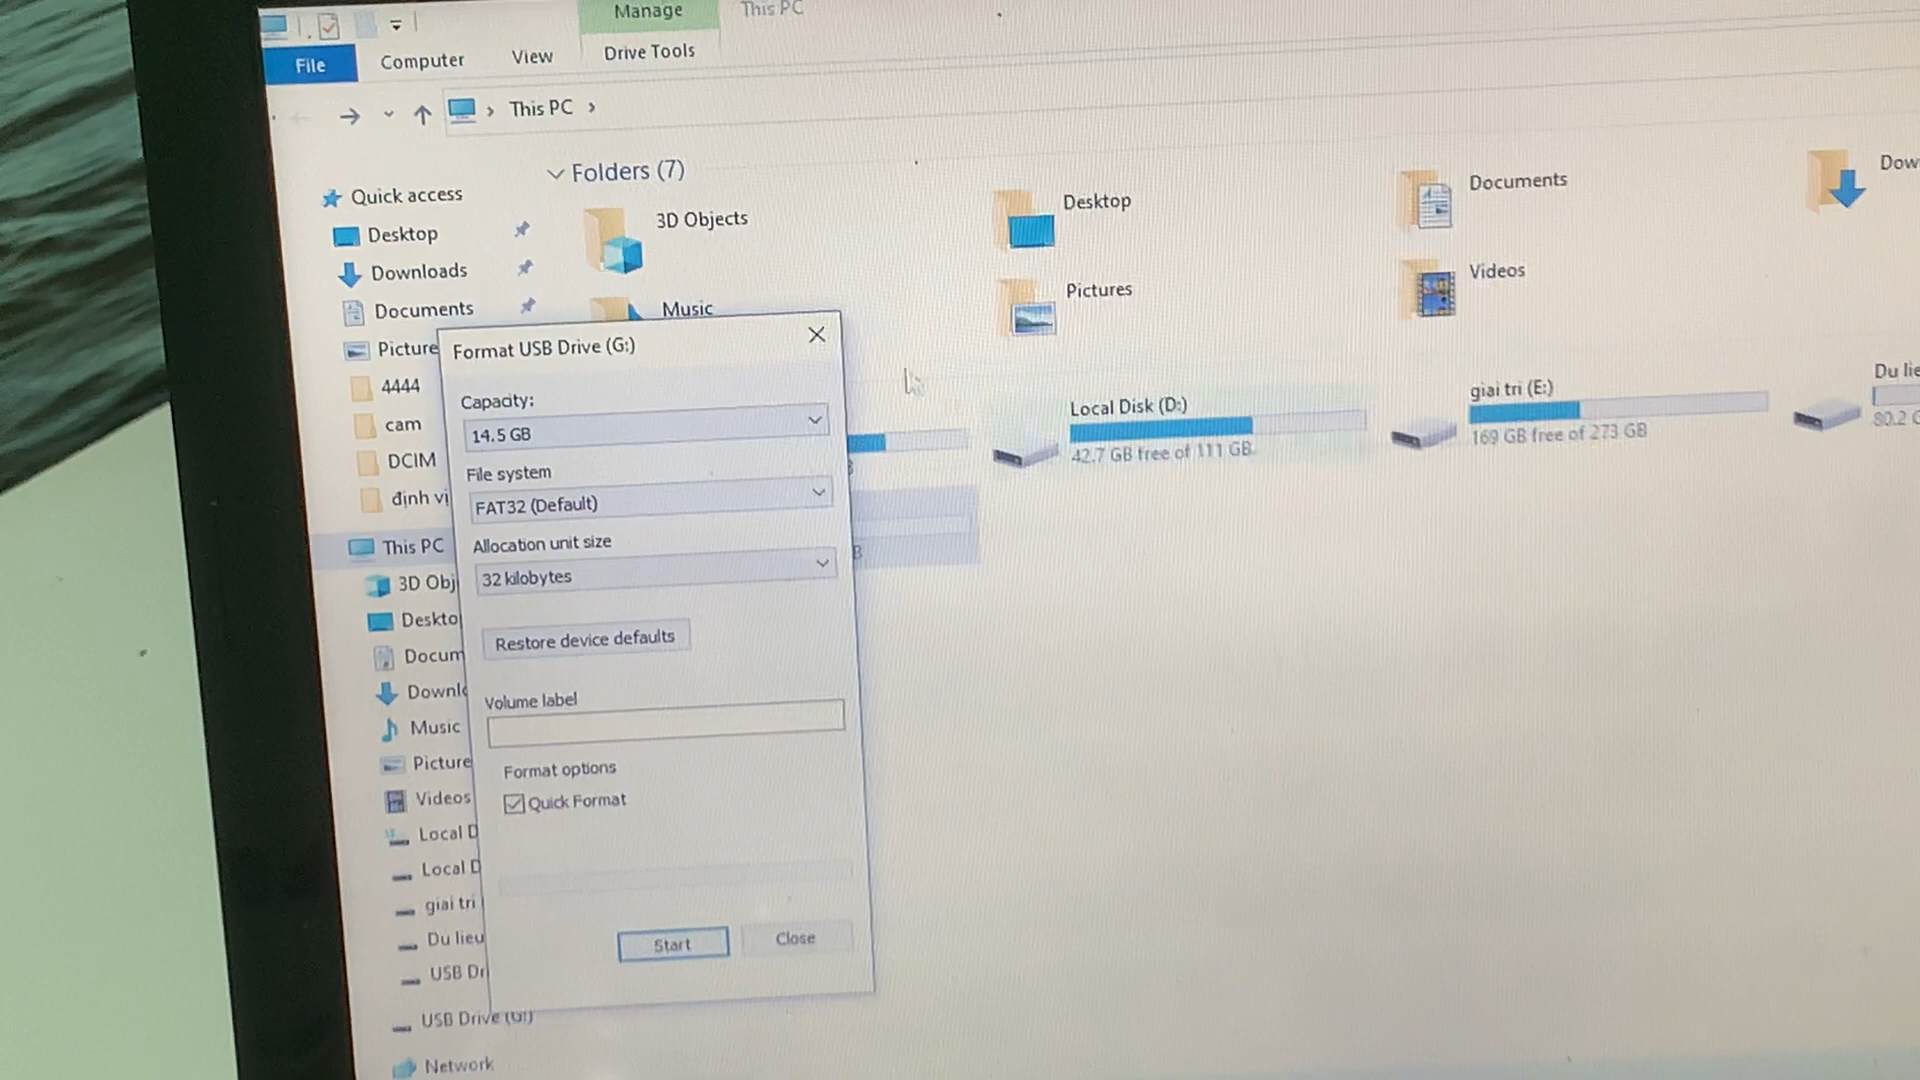 Manage
This PC
File
Computer
View
Drive Tools
This PC
Folders (7)
Quick access
Desktop
Downloads
Documents
Picture
4444
cam
DCIM
định vị
This PC
3D Obj
Deskto
Docum
Downlo
Music
Picture
Videos
Local D
Local D
giai tri
Du lieu
USB Dri
USB Drive (G:)
Network
3D Objects
Desktop
Documents
Dow
Music
Pictures
Videos
Local Disk (D:)
42.7 GB free of 111 GB
giai tri (E:)
169 GB free of 273 GB
Du lie
80.2 G
Format USB Drive (G:)
Capacity:
14.5 GB
File system
FAT32 (Default)
Allocation unit size
32 kilobytes
Restore device defaults
Volume label
Format options
Quick Format
Start
Close